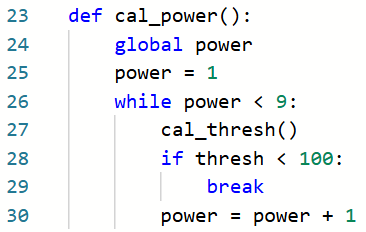 23 def cal_power():
24     global power
25     power = 1
26     while power < 9:
27         cal_thresh()
28         if thresh < 100:
29             break
30         power = power + 1